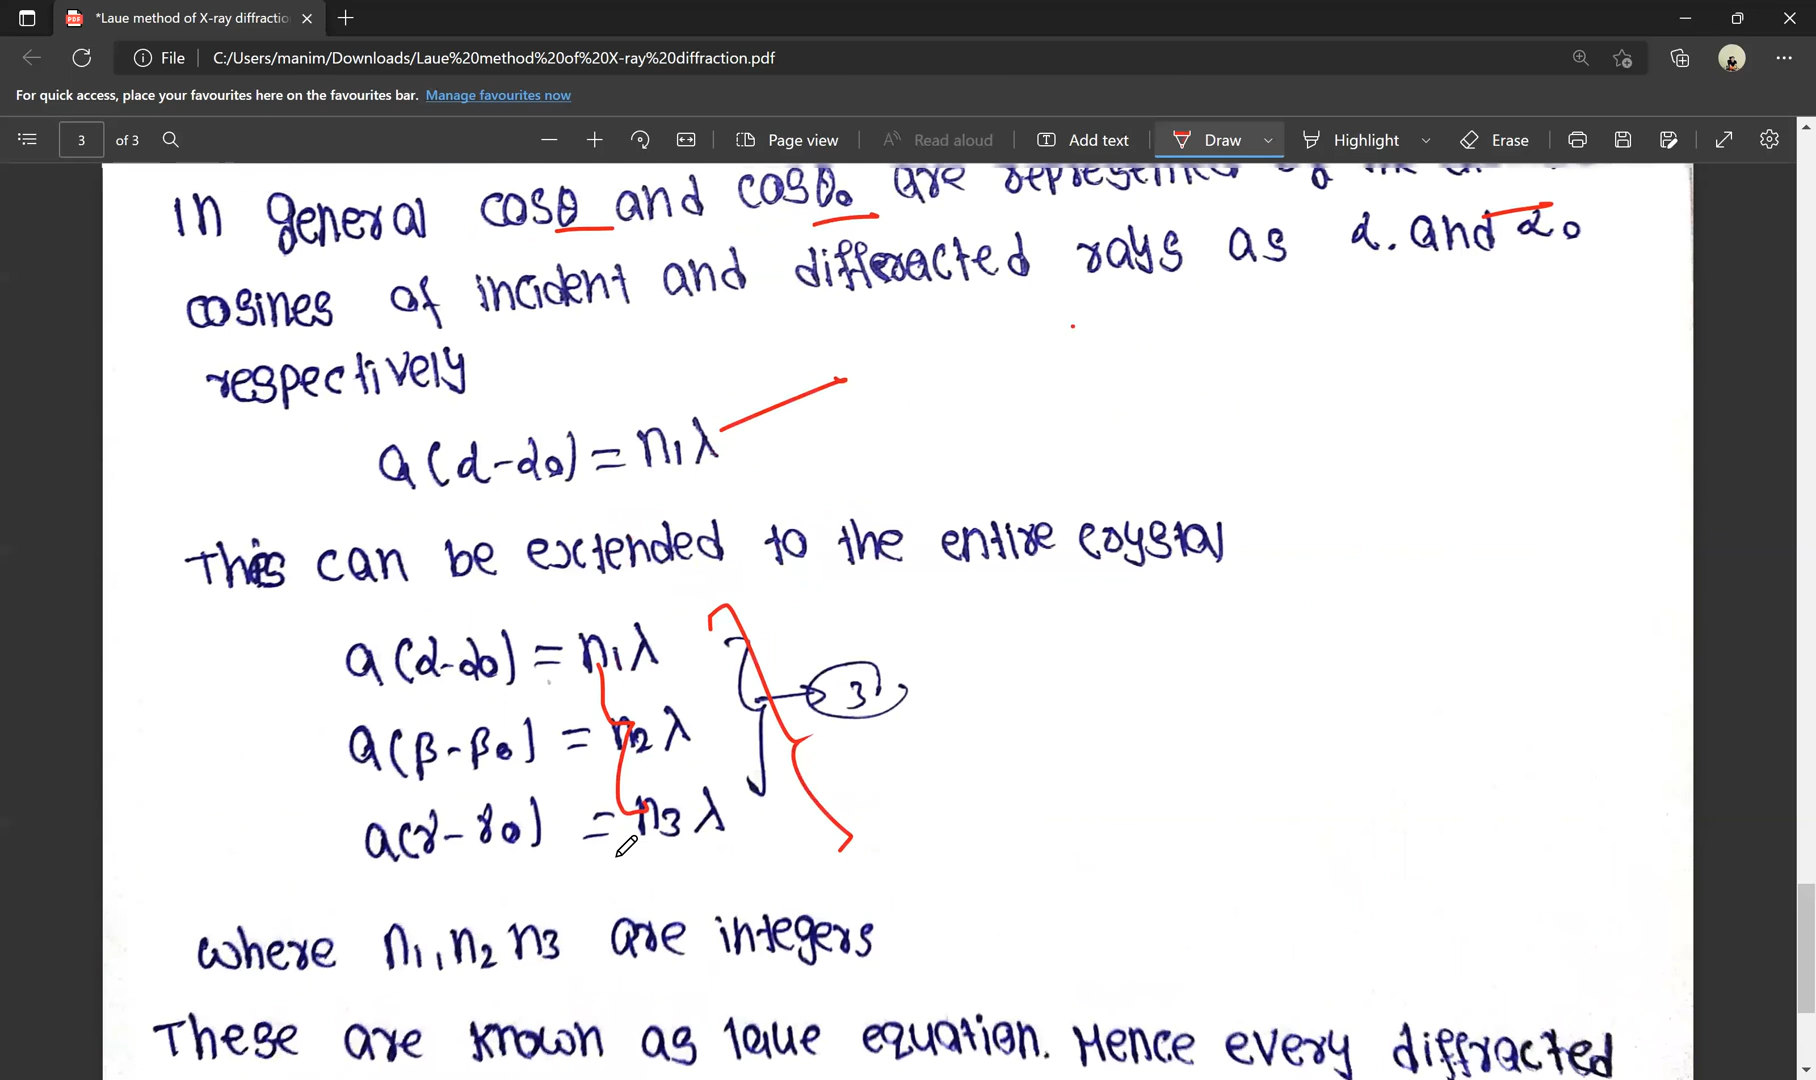 *Laue method of X-ray diffractio
File C:/Users/manim/Downloads/Laue%20method%20of%20X-ray%20diffraction.pdf
For quick access, place your favourites here on the favourites bar. Manage favourites now
3 of 3 Page view Read aloud Add text Draw Highlight Erase
In general cosθ and cosθ₀ are represented by the
cosines of incident and diffracted rays as α. and α₀
respectively
a(α-α₀) = n₁λ
This can be extended to the entire crystal
a(α-α₀) = n₁λ
a(β-β₀) = n₂λ → 3
a(γ-γ₀) = n₃λ
where n₁, n₂ n₃ are integers
These are known as laue equation. Hence every diffracted